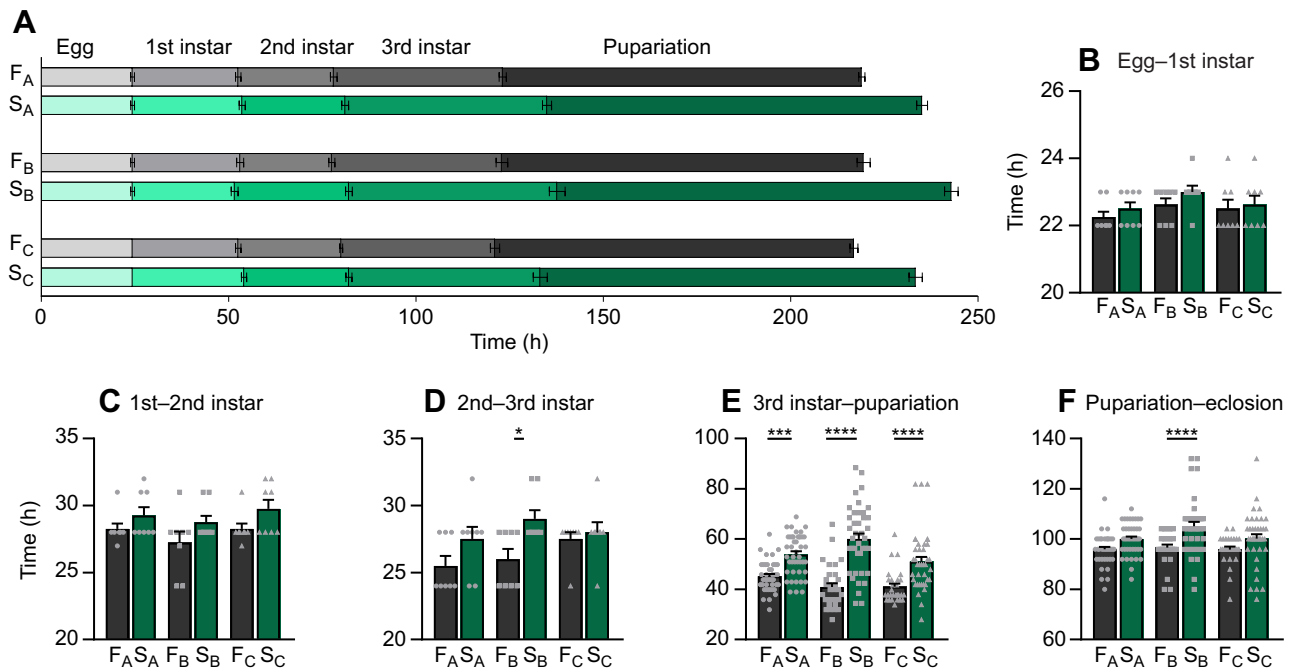 A
Egg 1st instar 2nd instar 3rd instar Pupariation
FA
SA
FB
SB
FC
SC
0 50 100 150 200 250
Time (h)
B Egg–1st instar
Time (h)
26
24
22
20
FA SA FB SB FC SC
C 1st–2nd instar
Time (h)
35
30
25
20
FA SA FB SB FC SC
D 2nd–3rd instar
*
35
30
25
20
FA SA FB SB FC SC
E 3rd instar–pupariation
*** **** ****
100
80
60
40
20
FA SA FB SB FC SC
F Pupariation–eclosion
****
140
120
100
80
60
FA SA FB SB FC SC